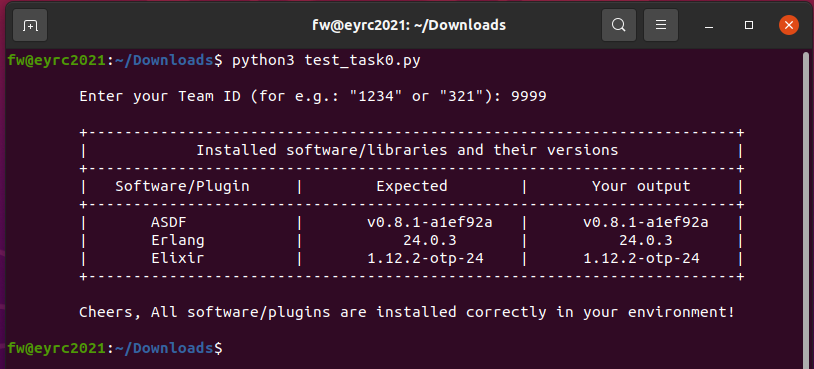 fw@eyrc2021: ~/Downloads
fw@eyrc2021:~/Downloads$ python3 test_task0.py
Enter your Team ID (for e.g.: "1234" or "321"): 9999
+------------------------------------------------------------------------+
| Installed software/libraries and their versions |
+------------------------------------------------------------------------+
| Software/Plugin | Expected | Your output |
+------------------------------------------------------------------------+
| ASDF | v0.8.1-a1ef92a | v0.8.1-a1ef92a |
| Erlang | 24.0.3 | 24.0.3 |
| Elixir | 1.12.2-otp-24 | 1.12.2-otp-24 |
+------------------------------------------------------------------------+
Cheers, All software/plugins are installed correctly in your environment!
fw@eyrc2021:~/Downloads$